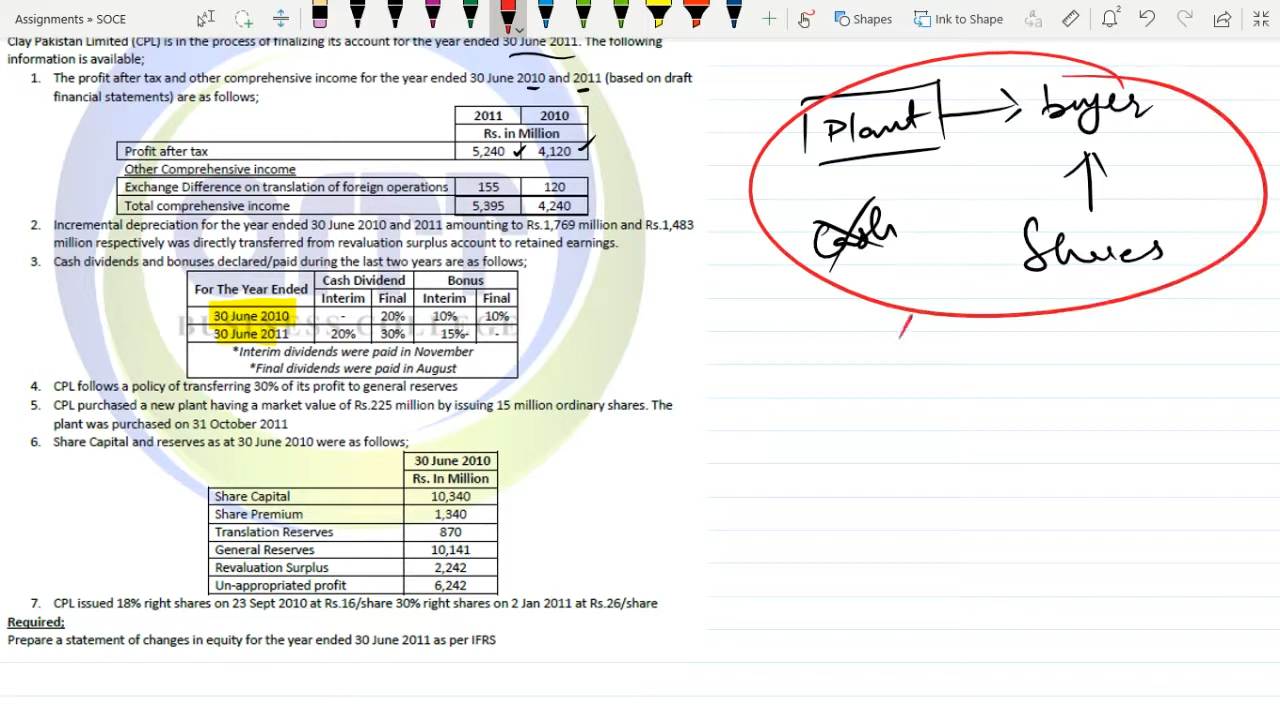 Assignments » SOCE
Shapes
Ink to Shape
Clay Pakistan Limited (CPL) is in the process of finalizing its account for the year ended 30 June 2011. The following
information is available;
1. The profit after tax and other comprehensive income for the year ended 30 June 2010 and 2011 (based on draft
financial statements) are as follows;
2011 2010
Rs. in Million
Profit after tax 5,240 4,120
Other Comprehensive income
Exchange Difference on translation of foreign operations 155 120
Total comprehensive income 5,395 4,240
2. Incremental depreciation for the year ended 30 June 2010 and 2011 amounting to Rs.1,769 million and Rs.1,483
million respectively was directly transferred from revaluation surplus account to retained earnings.
3. Cash dividends and bonuses declared/paid during the last two years are as follows;
For The Year Ended Cash Dividend Bonus
Interim Final Interim Final
30 June 2010 - 20% 10% 10%
30 June 2011 20% 30% 15%- -
*Interim dividends were paid in November
*Final dividends were paid in August
4. CPL follows a policy of transferring 30% of its profit to general reserves
5. CPL purchased a new plant having a market value of Rs.225 million by issuing 15 million ordinary shares. The
plant was purchased on 31 October 2011
6. Share Capital and reserves as at 30 June 2010 were as follows;
30 June 2010
Rs. In Million
Share Capital 10,340
Share Premium 1,340
Translation Reserves 870
General Reserves 10,141
Revaluation Surplus 2,242
Un-appropriated profit 6,242
7. CPL issued 18% right shares on 23 Sept 2010 at Rs.16/share 30% right shares on 2 Jan 2011 at Rs.26/share
Required;
Prepare a statement of changes in equity for the year ended 30 June 2011 as per IFRS
Plant buyer
Cash Shares